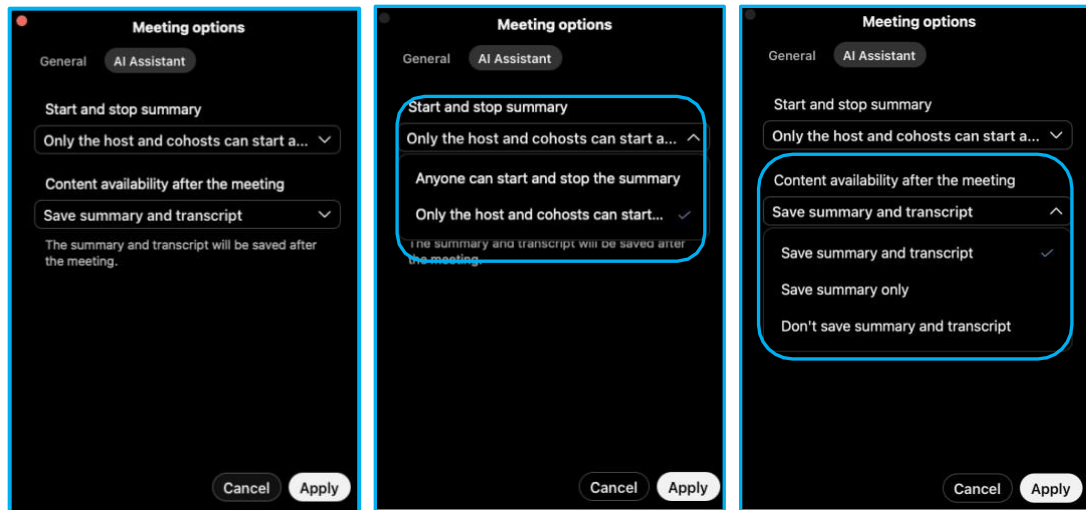 Meeting options
General AI Assistant
Start and stop summary
Only the host and cohosts can start a...
Content availability after the meeting
Save summary and transcript
The summary and transcript will be saved after
the meeting.
Cancel Apply
Meeting options
General AI Assistant
Start and stop summary
Only the host and cohosts can start a...
Anyone can start and stop the summary
Only the host and cohosts can start...
The summary and transcript will be saved after
the meeting.
Cancel Apply
Meeting options
General AI Assistant
Start and stop summary
Only the host and cohosts can start a...
Content availability after the meeting
Save summary and transcript
Save summary and transcript
Save summary only
Don't save summary and transcript
Cancel Apply